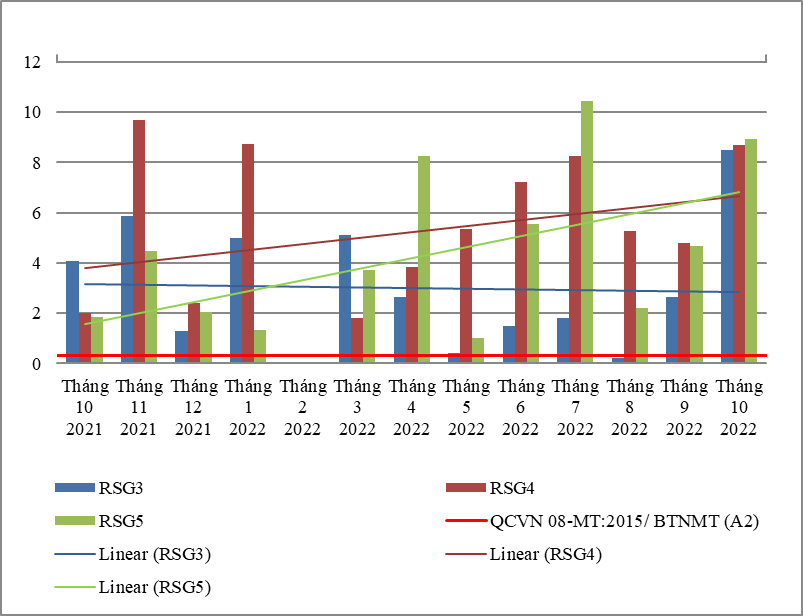 12
10
8
6
4
2
0
Tháng Tháng Tháng Tháng Tháng Tháng Tháng Tháng Tháng Tháng Tháng Tháng Tháng
10 11 12 1 2 3 4 5 6 7 8 9 10
2021 2021 2021 2022 2022 2022 2022 2022 2022 2022 2022 2022 2022
RSG3 RSG4
RSG5 QCVN 08-MT:2015/ BTNMT (A2)
Linear (RSG3) Linear (RSG4)
Linear (RSG5)